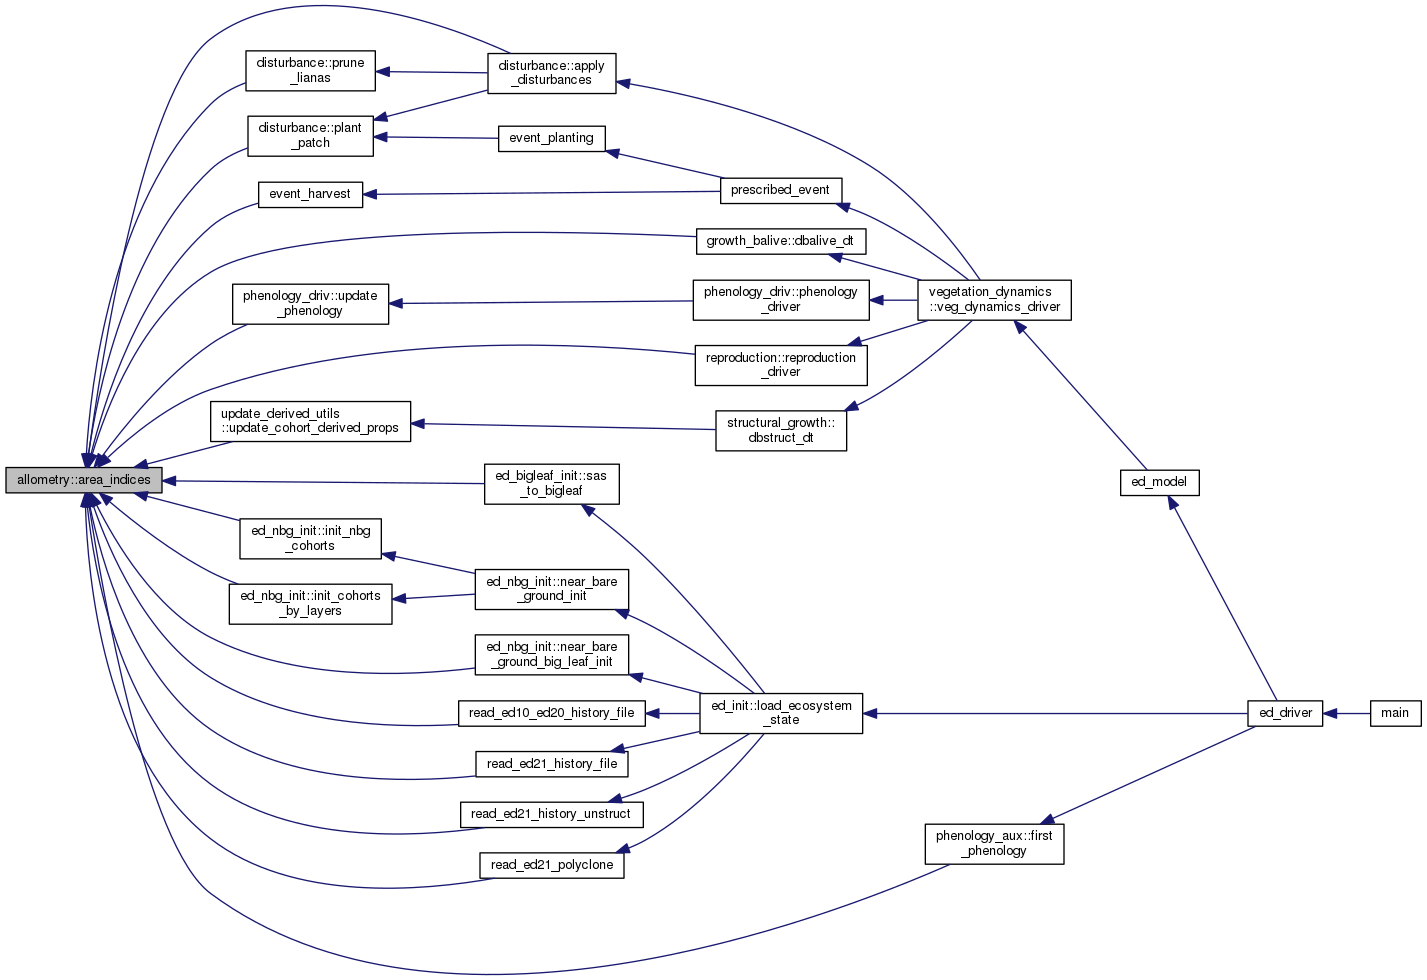 disturbance::prune
_lianas
disturbance::apply
_disturbances
disturbance::plant
_patch
event_planting
event_harvest
prescribed_event
growth_balive::dbalive_dt
phenology_driv::update
_phenology
phenology_driv::phenology
_driver
vegetation_dynamics
::veg_dynamics_driver
reproduction::reproduction
_driver
update_derived_utils
::update_cohort_derived_props
structural_growth::
dbstruct_dt
allometry::area_indices
ed_bigleaf_init::sas
_to_bigleaf
ed_model
ed_nbg_init::init_nbg
_cohorts
ed_nbg_init::init_cohorts
_by_layers
ed_nbg_init::near_bare
_ground_init
ed_nbg_init::near_bare
_ground_big_leaf_init
read_ed10_ed20_history_file
ed_init::load_ecosystem
_state
ed_driver
main
read_ed21_history_file
read_ed21_history_unstruct
read_ed21_polyclone
phenology_aux::first
_phenology